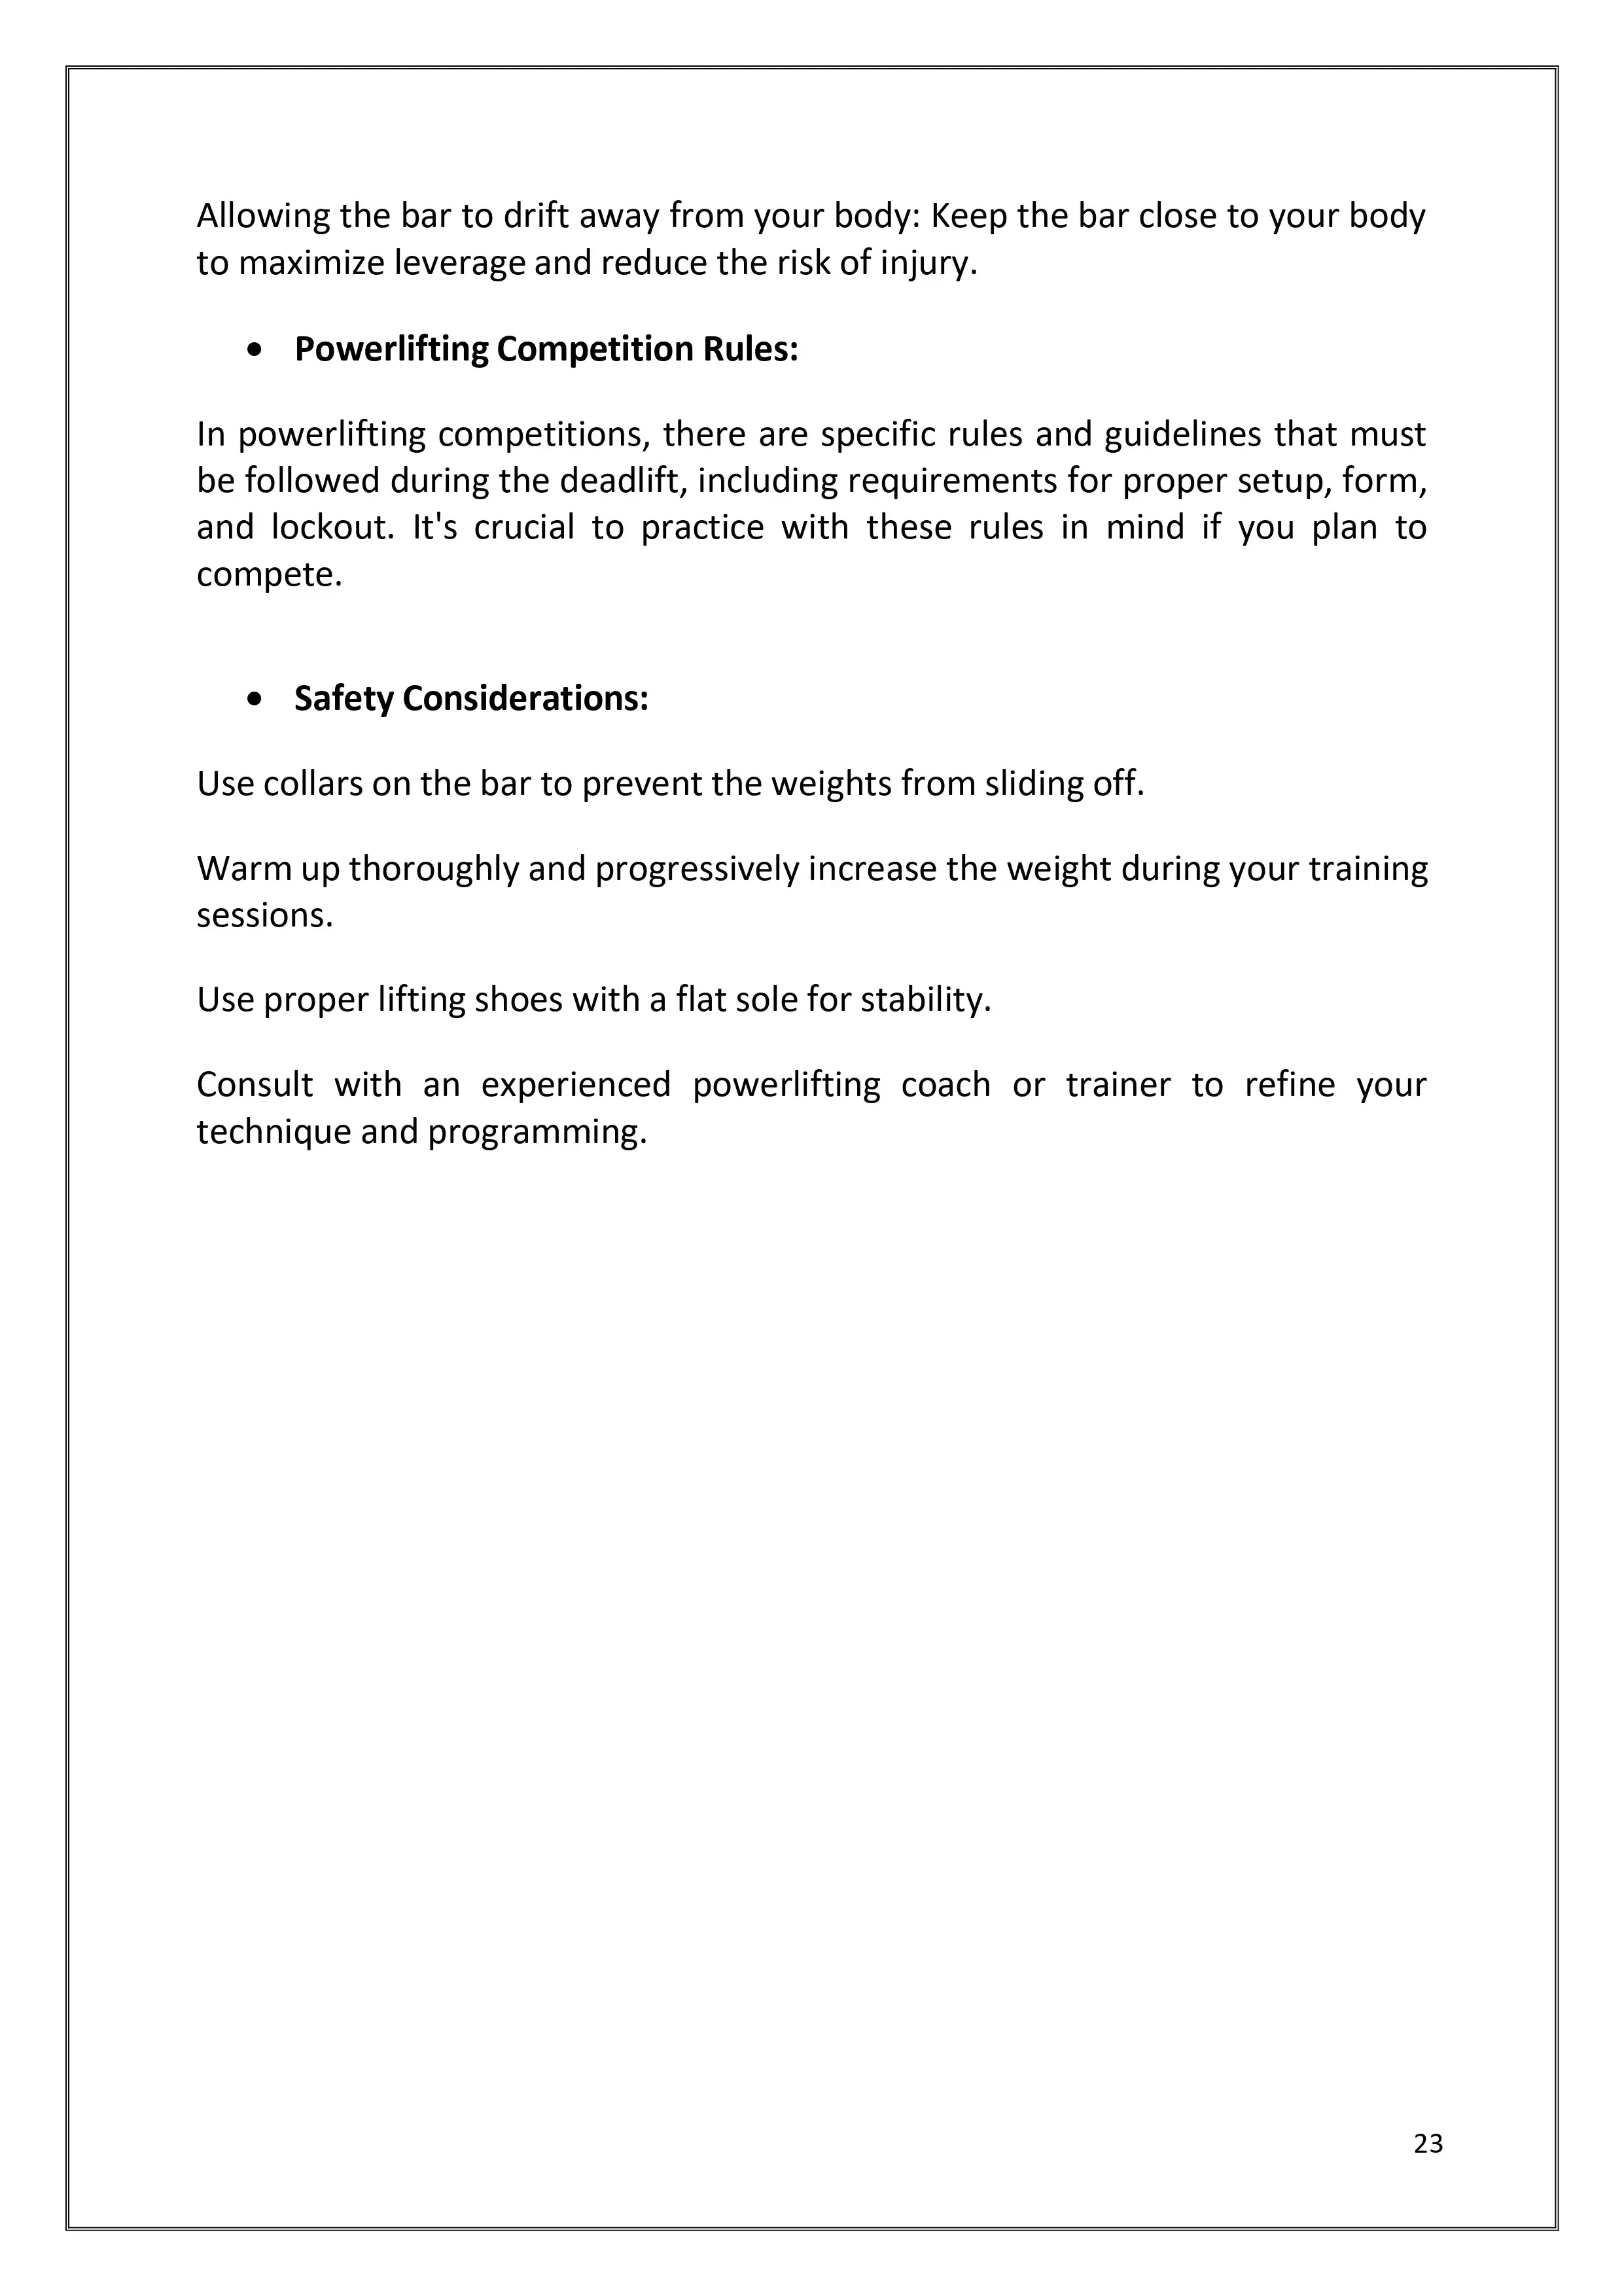 Allowing the bar to drift away from your body: Keep the bar close to your body
to maximize leverage and reduce the risk of injury.
• Powerlifting Competition Rules:
In powerlifting competitions, there are specific rules and guidelines that must
be followed during the deadlift, including requirements for proper setup, form,
and lockout. It's crucial to practice with these rules in mind if you plan to
compete.
• Safety Considerations:
Use collars on the bar to prevent the weights from sliding off.
Warm up thoroughly and progressively increase the weight during your training
sessions.
Use proper lifting shoes with a flat sole for stability.
Consult with an experienced powerlifting coach or trainer to refine your
technique and programming.
23